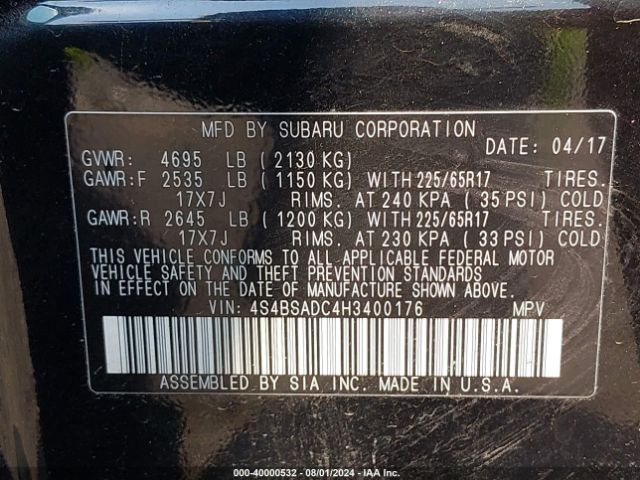 MFD BY SUBARU CORPORATION
DATE: 04/17
GVWR: 4695 LB (2130 KG)
GAWR:F 2535 LB (1150 KG) WITH 225/65R17 TIRES.
17X7J RIMS. AT 240 KPA (35 PSI) COLD
GAWR:R 2645 LB (1200 KG) WITH 225/65R17 TIRES.
17X7J RIMS. AT 230 KPA (33 PSI) COLD
THIS VEHICLE CONFORMS TO ALL APPLICABLE FEDERAL MOTOR
VEHICLE SAFETY AND THEFT PREVENTION STANDARDS
IN EFFECT ON THE DATE OF MANUFACTURE SHOWN ABOVE.
VIN: 4S4BSADC4H3400176 MPV
ASSEMBLED BY SIA INC. MADE IN U.S.A.
000-40000532 - 08/01/2024 - IAA Inc.